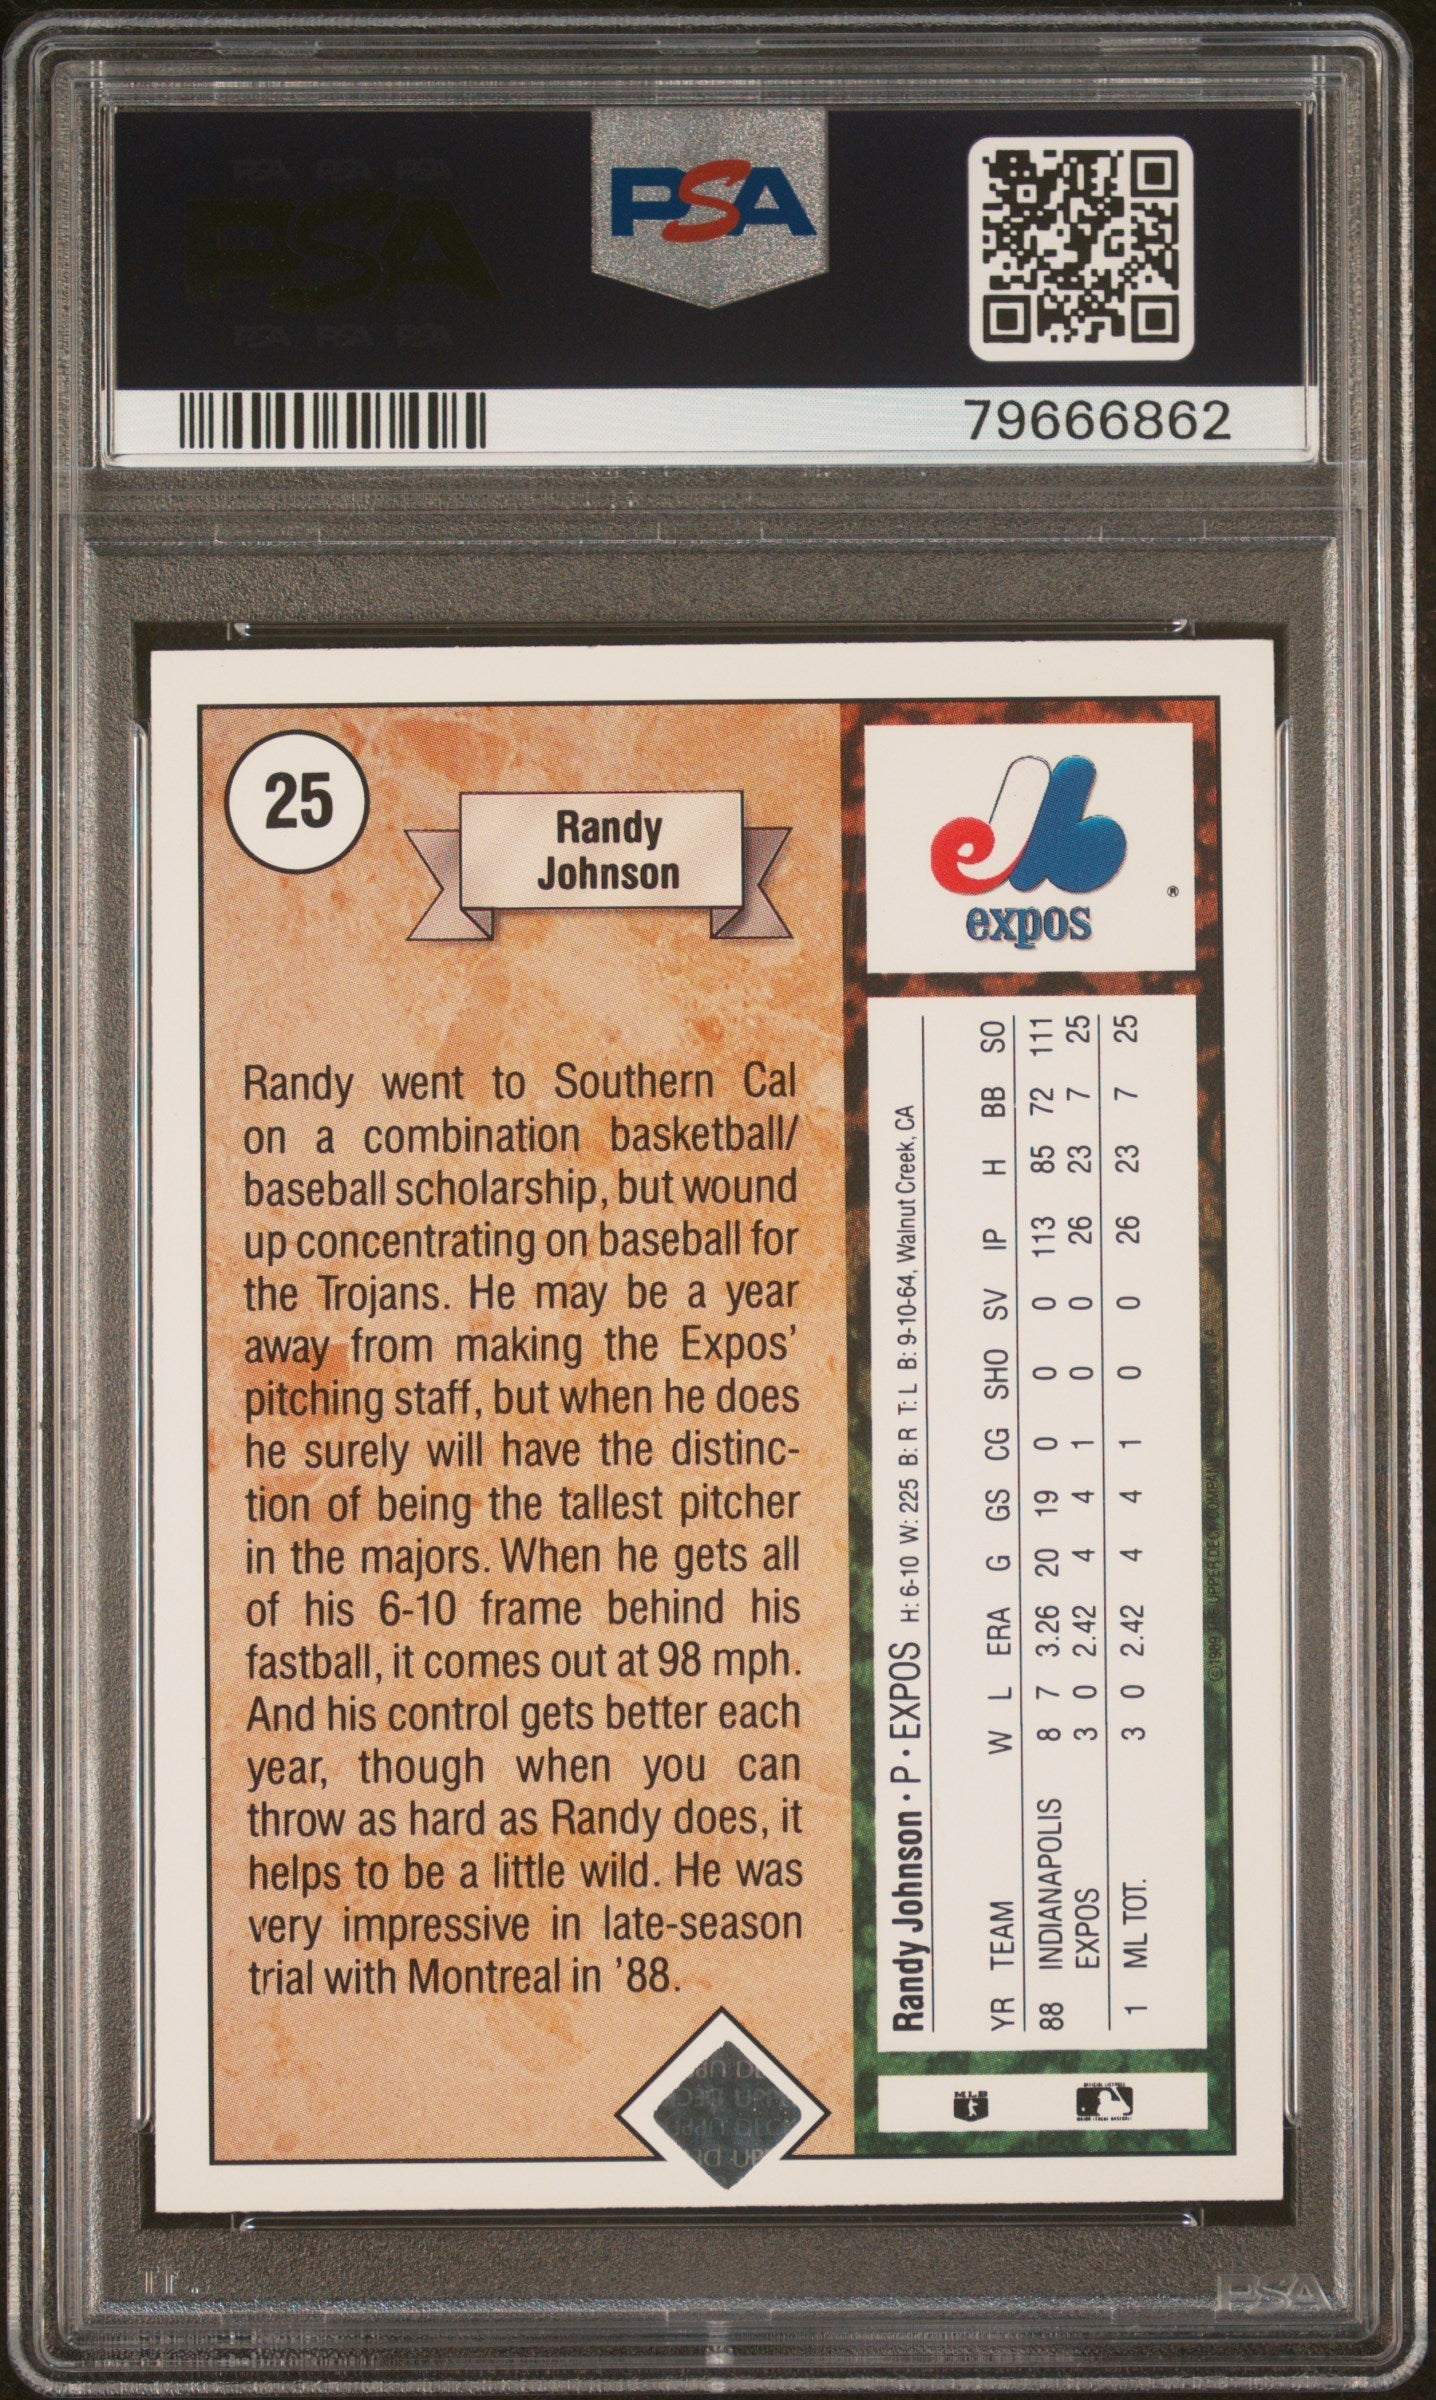 PSA
79666862
25
Randy
Johnson
expos
®
Randy went to Southern Cal
on a combination basketball/
baseball scholarship, but wound
up concentrating on baseball for
the Trojans. He may be a year
away from making the Expos’
pitching staff, but when he does
he surely will have the distinc-
tion of being the tallest pitcher
in the majors. When he gets all
of his 6-10 frame behind his
fastball, it comes out at 98 mph.
And his control gets better each
year, though when you can
throw as hard as Randy does, it
helps to be a little wild. He was
very impressive in late-season
trial with Montreal in ’88.
Randy Johnson • P • EXPOS H: 6-10 W: 225 B: R T: L B: 9-10-64, Walnut Creek, CA
YR TEAM W L ERA G GS CG SHO SV IP H BB SO
88 INDIANAPOLIS 8 7 3.26 20 19 0 0 0 113 85 72 111
EXPOS 3 0 2.42 4 4 1 0 0 26 23 7 25
1 ML TOT. 3 0 2.42 4 4 1 0 0 26 23 7 25
MLB
PSA